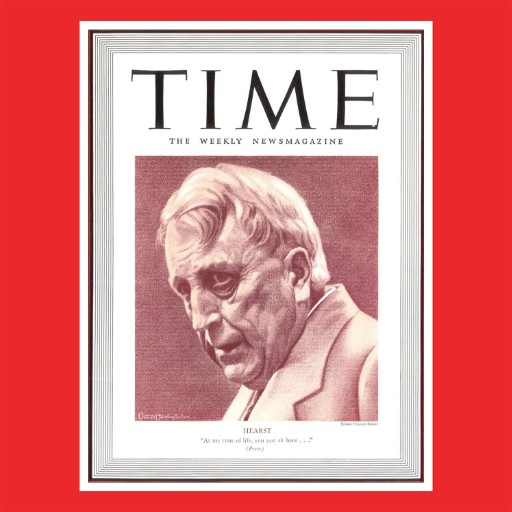 TIME
THE WEEKLY NEWSMAGAZINE
HEARST
"At my time of life, you just sit here . . ."
(Press)